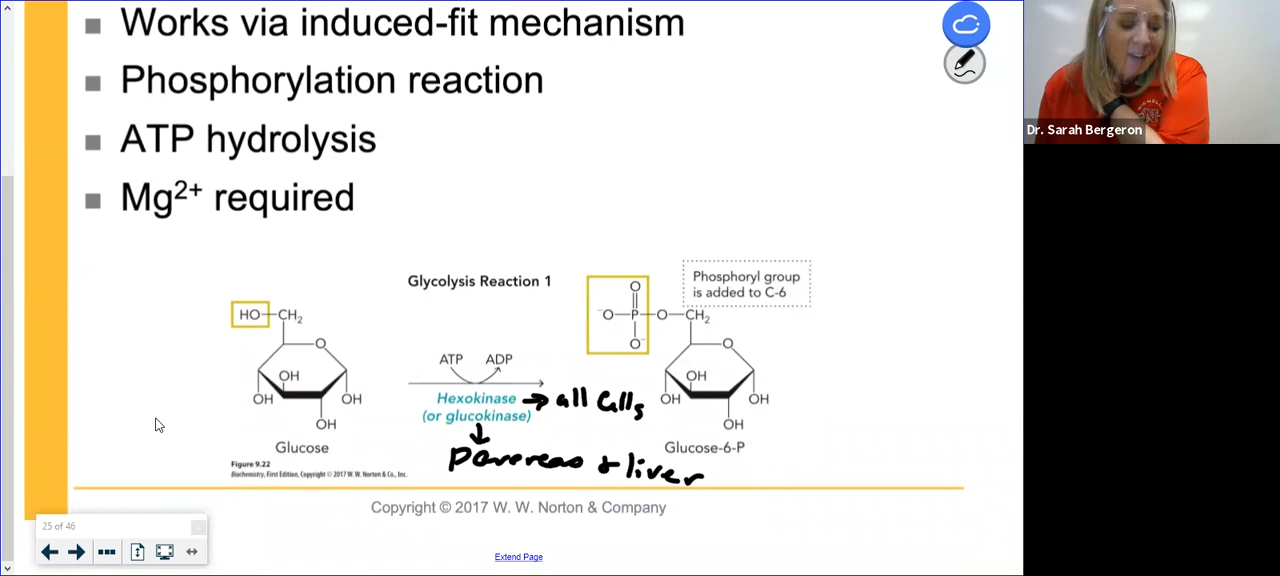 Works via induced-fit mechanism
Phosphorylation reaction
ATP hydrolysis
Mg²⁺ required
Dr. Sarah Bergeron
Glycolysis Reaction 1
Phosphoryl group
is added to C-6
HO
CH₂
O
OH
OH
OH
OH
Glucose
ATP ADP
Hexokinase → all cells
(or glucokinase)
↓
Pancreas + liver
O
⁻O
P
O
CH₂
O⁻
O
OH
OH
OH
OH
Glucose-6-P
Figure 9.22
Biochemistry, First Edition, Copyright © 2017 W. W. Norton & Co., Inc.
Copyright © 2017 W. W. Norton & Company
25 of 46
Extend Page